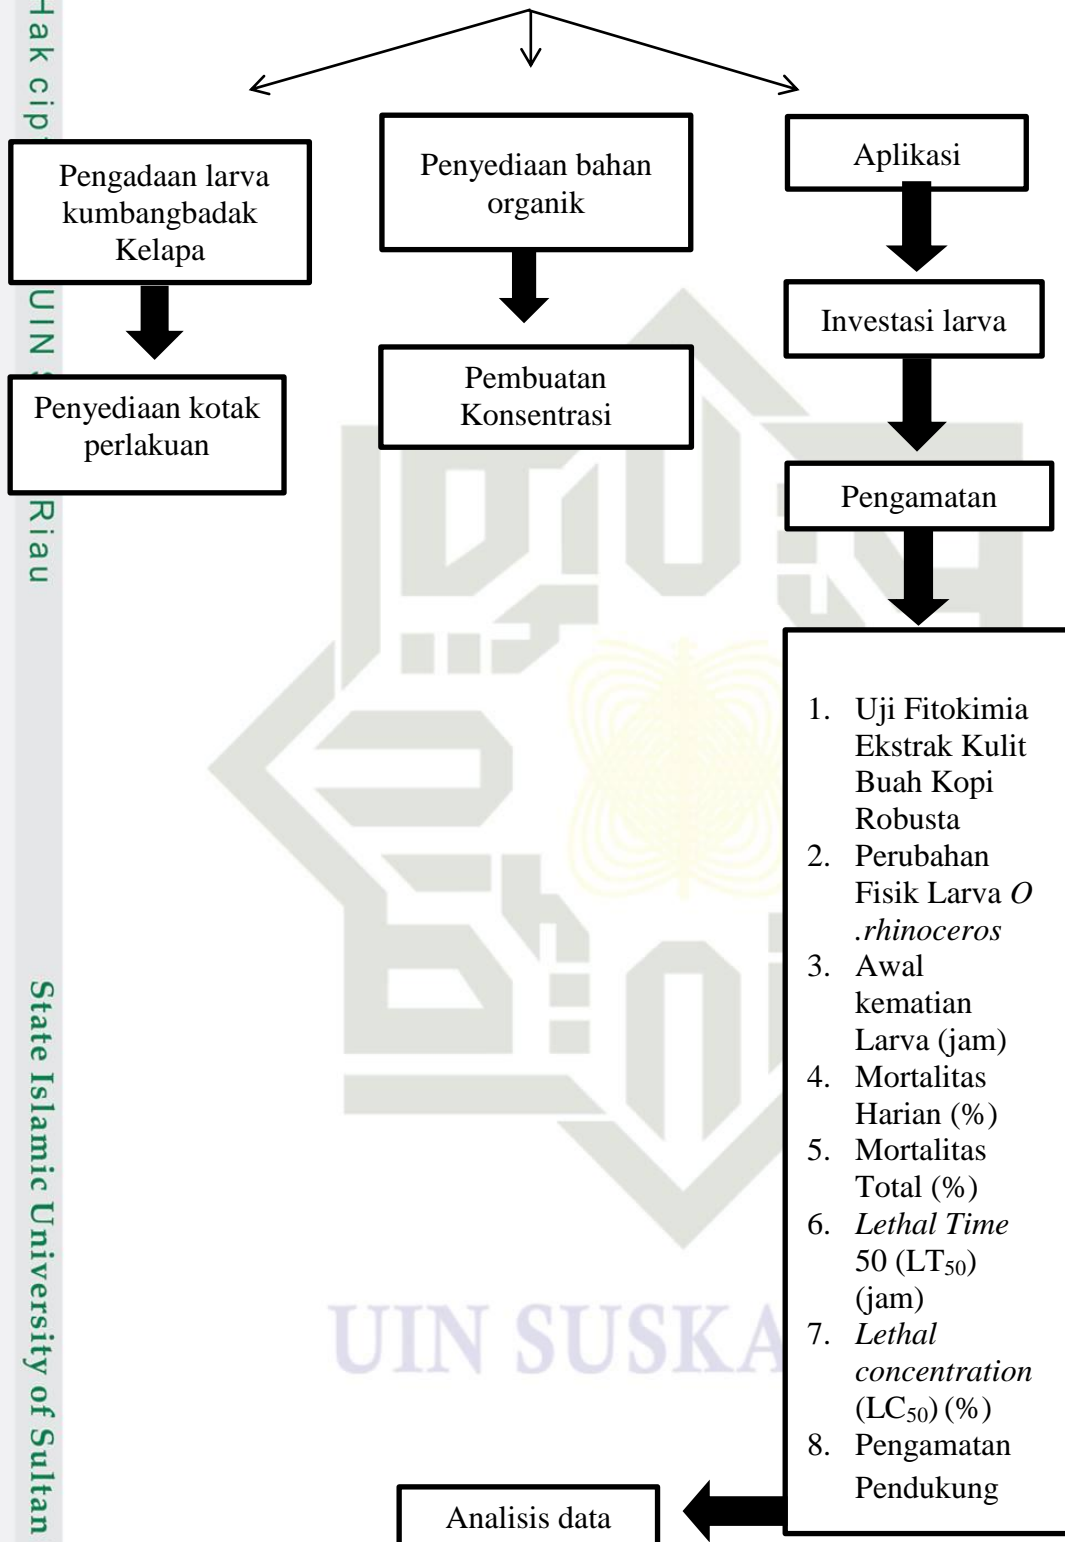 Hak cip
UIN S
Riau
State Islamic University of Sultan
Pengadaan larva
kumbangbadak
Kelapa
Penyediaan kotak
perlakuan
Penyediaan bahan
organik
Pembuatan
Konsentrasi
Aplikasi
Investasi larva
Pengamatan
1. Uji Fitokimia
Ekstrak Kulit
Buah Kopi
Robusta
2. Perubahan
Fisik Larva O
.rhinoceros
3. Awal
kematian
Larva (jam)
4. Mortalitas
Harian (%)
5. Mortalitas
Total (%)
6. Lethal Time
50 (LT₅₀)
(jam)
7. Lethal
concentration
(LC₅₀) (%)
8. Pengamatan
Pendukung
Analisis data
UIN SUSKA